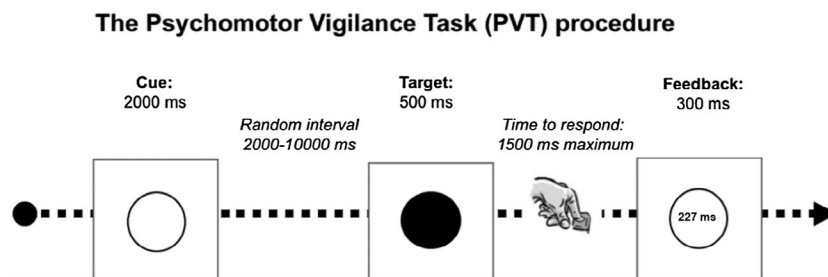 The Psychomotor Vigilance Task (PVT) procedure
Cue:
2000 ms
Random interval
2000-10000 ms
Target:
500 ms
Time to respond:
1500 ms maximum
Feedback:
300 ms
227 ms